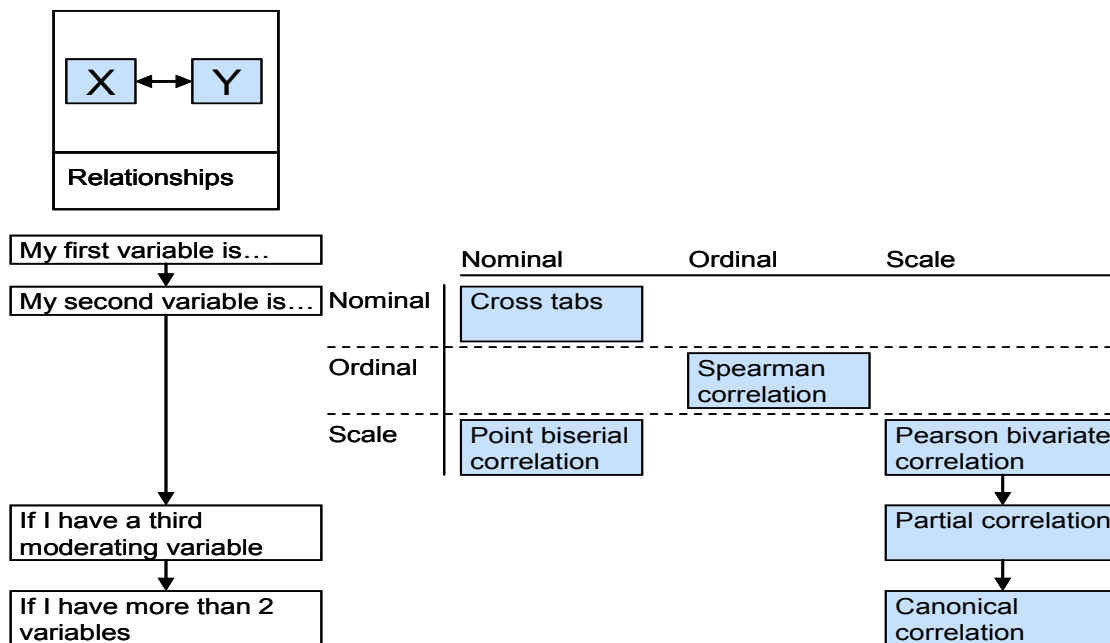 X Y
Relationships
My first variable is…
Nominal Ordinal Scale
My second variable is…
Nominal
Cross tabs
Ordinal
Spearman
correlation
Scale
Point biserial
correlation
Pearson bivariate
correlation
If I have a third
moderating variable
Partial correlation
If I have more than 2
variables
Canonical
correlation